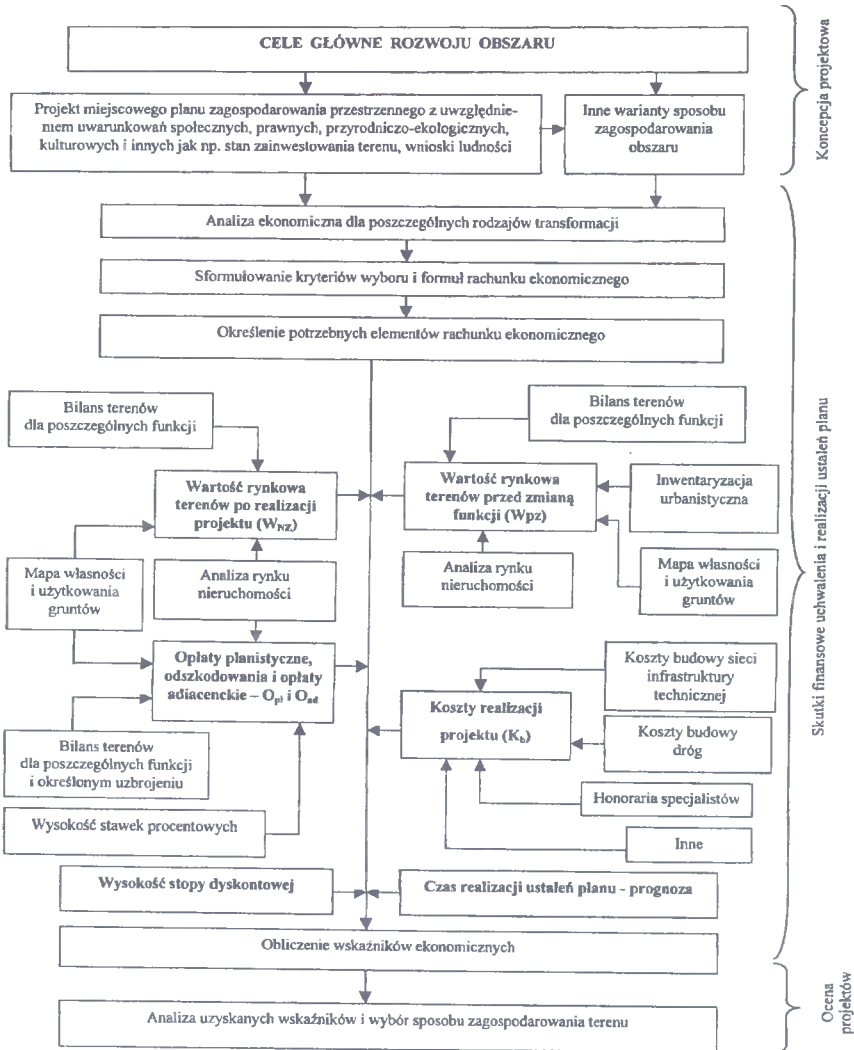 CELE GŁÓWNE ROZWOJU OBSZARU
Projekt miejscowego planu zagospodarowania przestrzennego z uwzględnie-
niem uwarunkowań społecznych, prawnych, przyrodniczo-ekologicznych,
kulturowych i innych jak np. stan zainwestowania terenu, wnioski ludności
Inne warianty sposobu
zagospodarowania
obszaru
Koncepcja projektowa
Analiza ekonomiczna dla poszczególnych rodzajów transformacji
Sformułowanie kryteriów wyboru i formuł rachunku ekonomicznego
Określenie potrzebnych elementów rachunku ekonomicznego
Bilans terenów
dla poszczególnych funkcji
Bilans terenów
dla poszczególnych funkcji
Wartość rynkowa
terenów po realizacji
projektu (W_NZ)
Wartość rynkowa
terenów przed zmianą
funkcji (Wpz)
Inwentaryzacja
urbanistyczna
Mapa własności
i użytkowania
gruntów
Analiza rynku
nieruchomości
Analiza rynku
nieruchomości
Mapa własności
i użytkowania
gruntów
Opłaty planistyczne,
odszkodowania i opłaty
adiacenckie – O_pl i O_ad
Koszty budowy sieci
infrastruktury
technicznej
Koszty realizacji
projektu (K_b)
Koszty budowy
dróg
Bilans terenów
dla poszczególnych funkcji
i określonym uzbrojeniu
Honoraria specjalistów
Wysokość stawek procentowych
Inne
Wysokość stopy dyskontowej
Czas realizacji ustaleń planu - prognoza
Obliczenie wskaźników ekonomicznych
Skutki finansowe uchwalenia i realizacji ustaleń planu
Analiza uzyskanych wskaźników i wybór sposobu zagospodarowania terenu
Ocena
projektów